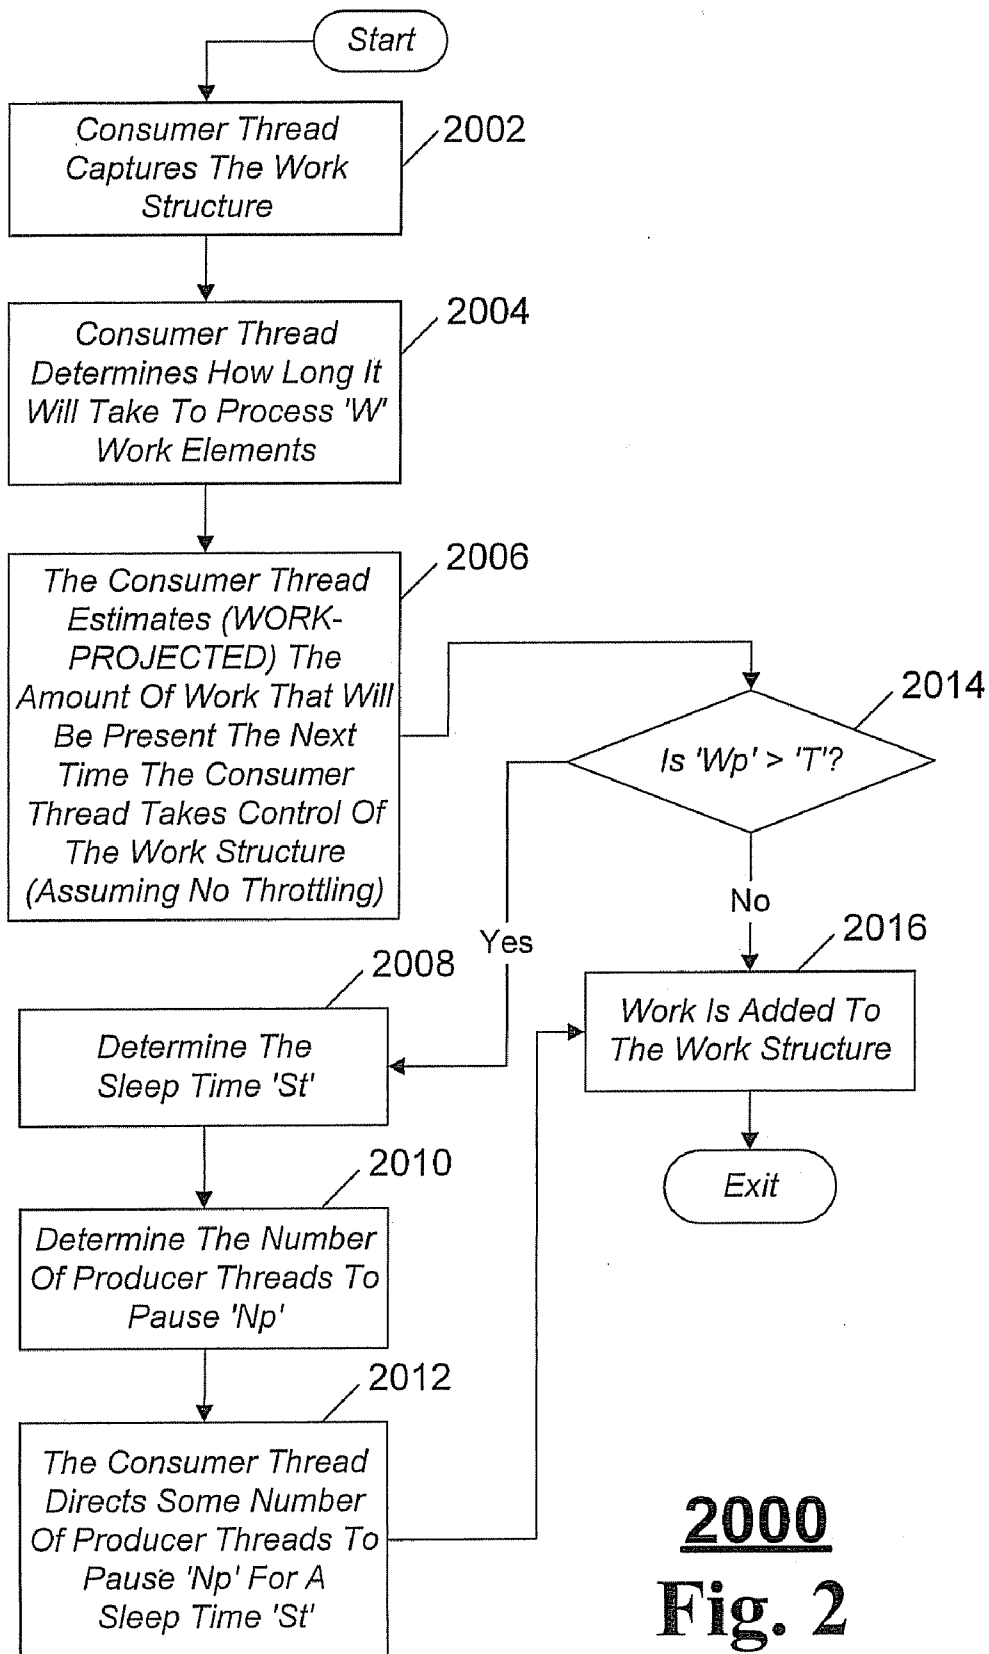 Start
Consumer Thread
Captures The Work
Structure
2002
Consumer Thread
Determines How Long It
Will Take To Process 'W'
Work Elements
2004
The Consumer Thread
Estimates (WORK-
PROJECTED) The
Amount Of Work That Will
Be Present The Next
Time The Consumer
Thread Takes Control Of
The Work Structure
(Assuming No Throttling)
2006
Is 'Wp' > 'T'?
2014
No
Yes
Work Is Added To
The Work Structure
2016
Exit
Determine The
Sleep Time 'St'
2008
Determine The Number
Of Producer Threads To
Pause 'Np'
2010
The Consumer Thread
Directs Some Number
Of Producer Threads To
Pause 'Np' For A
Sleep Time 'St'
2012
2000
Fig. 2